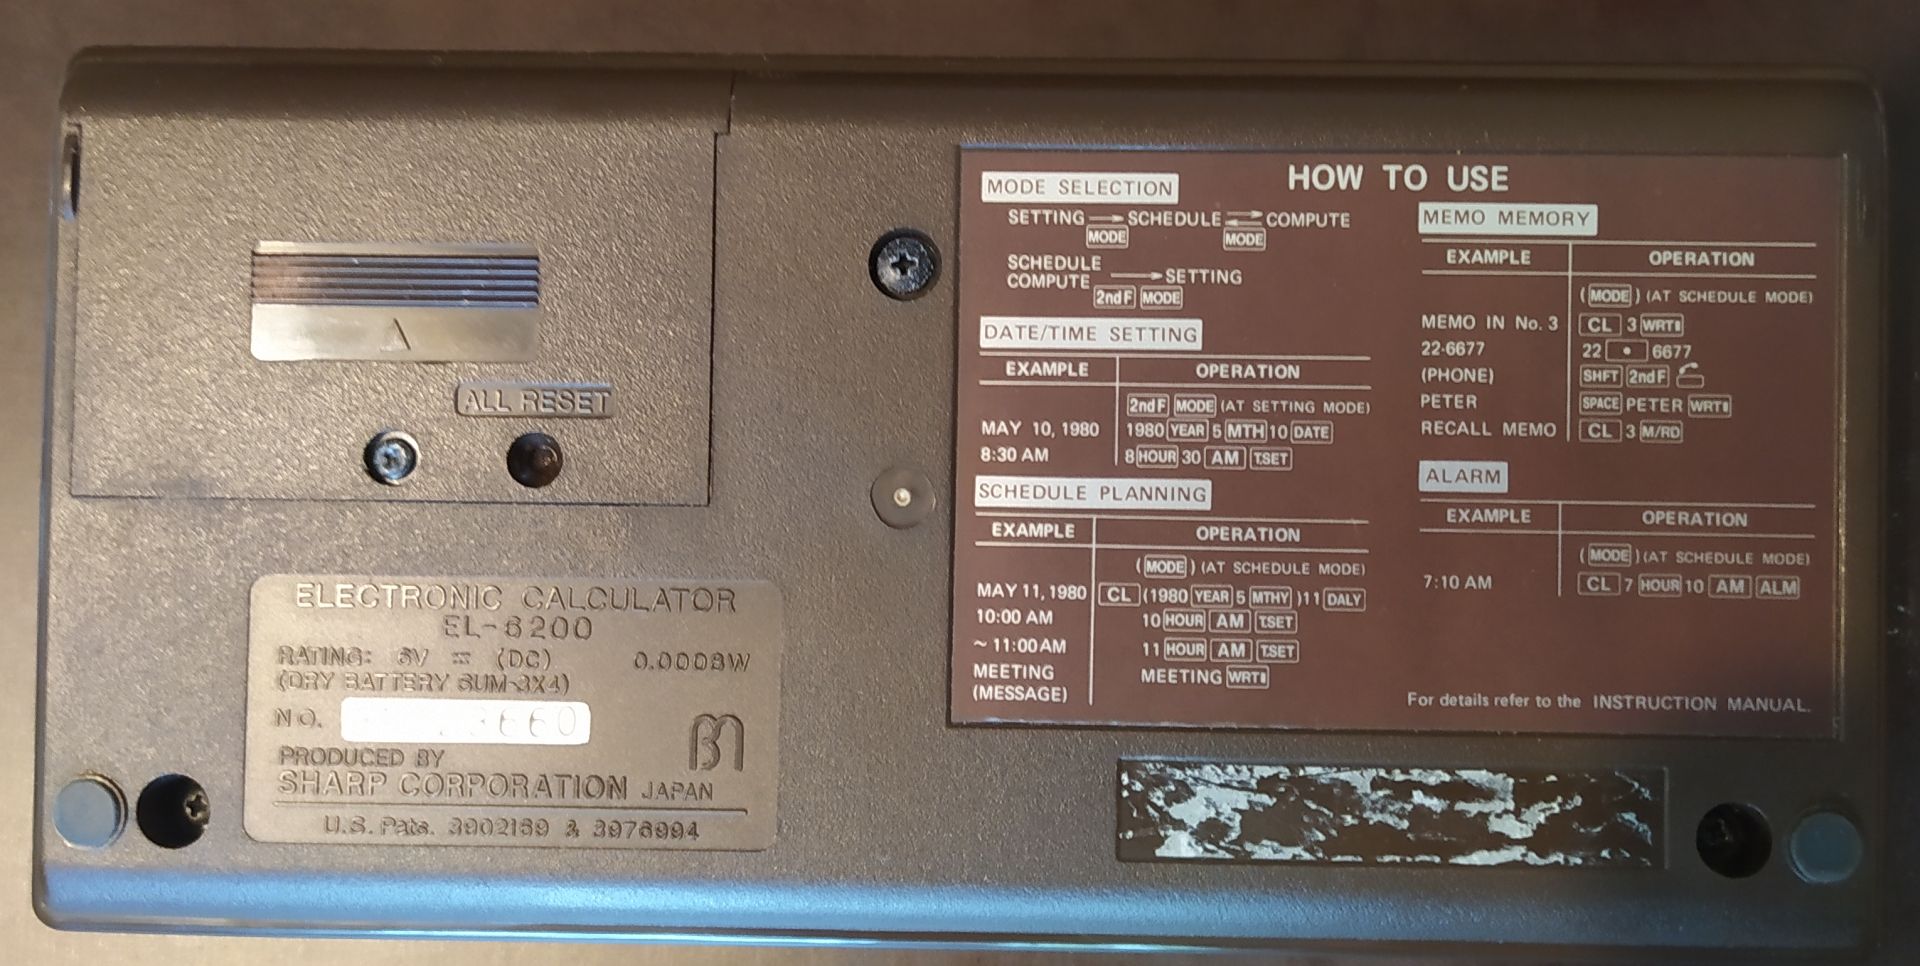 ALL RESET
ELECTRONIC CALCULATOR
EL-6200
RATING: 6V ⎓ (DC) 0.0008W
(DRY BATTERY SUM-3X4)
NO. 3660
PRODUCED BY
SHARP CORPORATION JAPAN
U.S. Pats. 3902169 & 3976994
HOW TO USE
MODE SELECTION
SETTING → SCHEDULE ⇄ COMPUTE
MODE MODE
SCHEDULE
COMPUTE → SETTING
2ndF MODE
DATE/TIME SETTING
EXAMPLE OPERATION
2ndF MODE (AT SETTING MODE)
MAY 10, 1980 1980 YEAR 5 MTH 10 DATE
8:30 AM 8 HOUR 30 AM T.SET
SCHEDULE PLANNING
EXAMPLE OPERATION
(MODE) (AT SCHEDULE MODE)
MAY 11, 1980 CL (1980 YEAR 5 MTHY)11 DALY
10:00 AM 10 HOUR AM T.SET
~ 11:00 AM 11 HOUR AM T.SET
MEETING MEETING WRT
(MESSAGE)
MEMO MEMORY
EXAMPLE OPERATION
(MODE) (AT SCHEDULE MODE)
MEMO IN No. 3 CL 3 WRT
22-6677 22 • 6677
(PHONE) SHFT 2ndF
PETER SPACE PETER WRT
RECALL MEMO CL 3 M/RD
ALARM
EXAMPLE OPERATION
(MODE) (AT SCHEDULE MODE)
7:10 AM CL 7 HOUR 10 AM ALM
For details refer to the INSTRUCTION MANUAL.